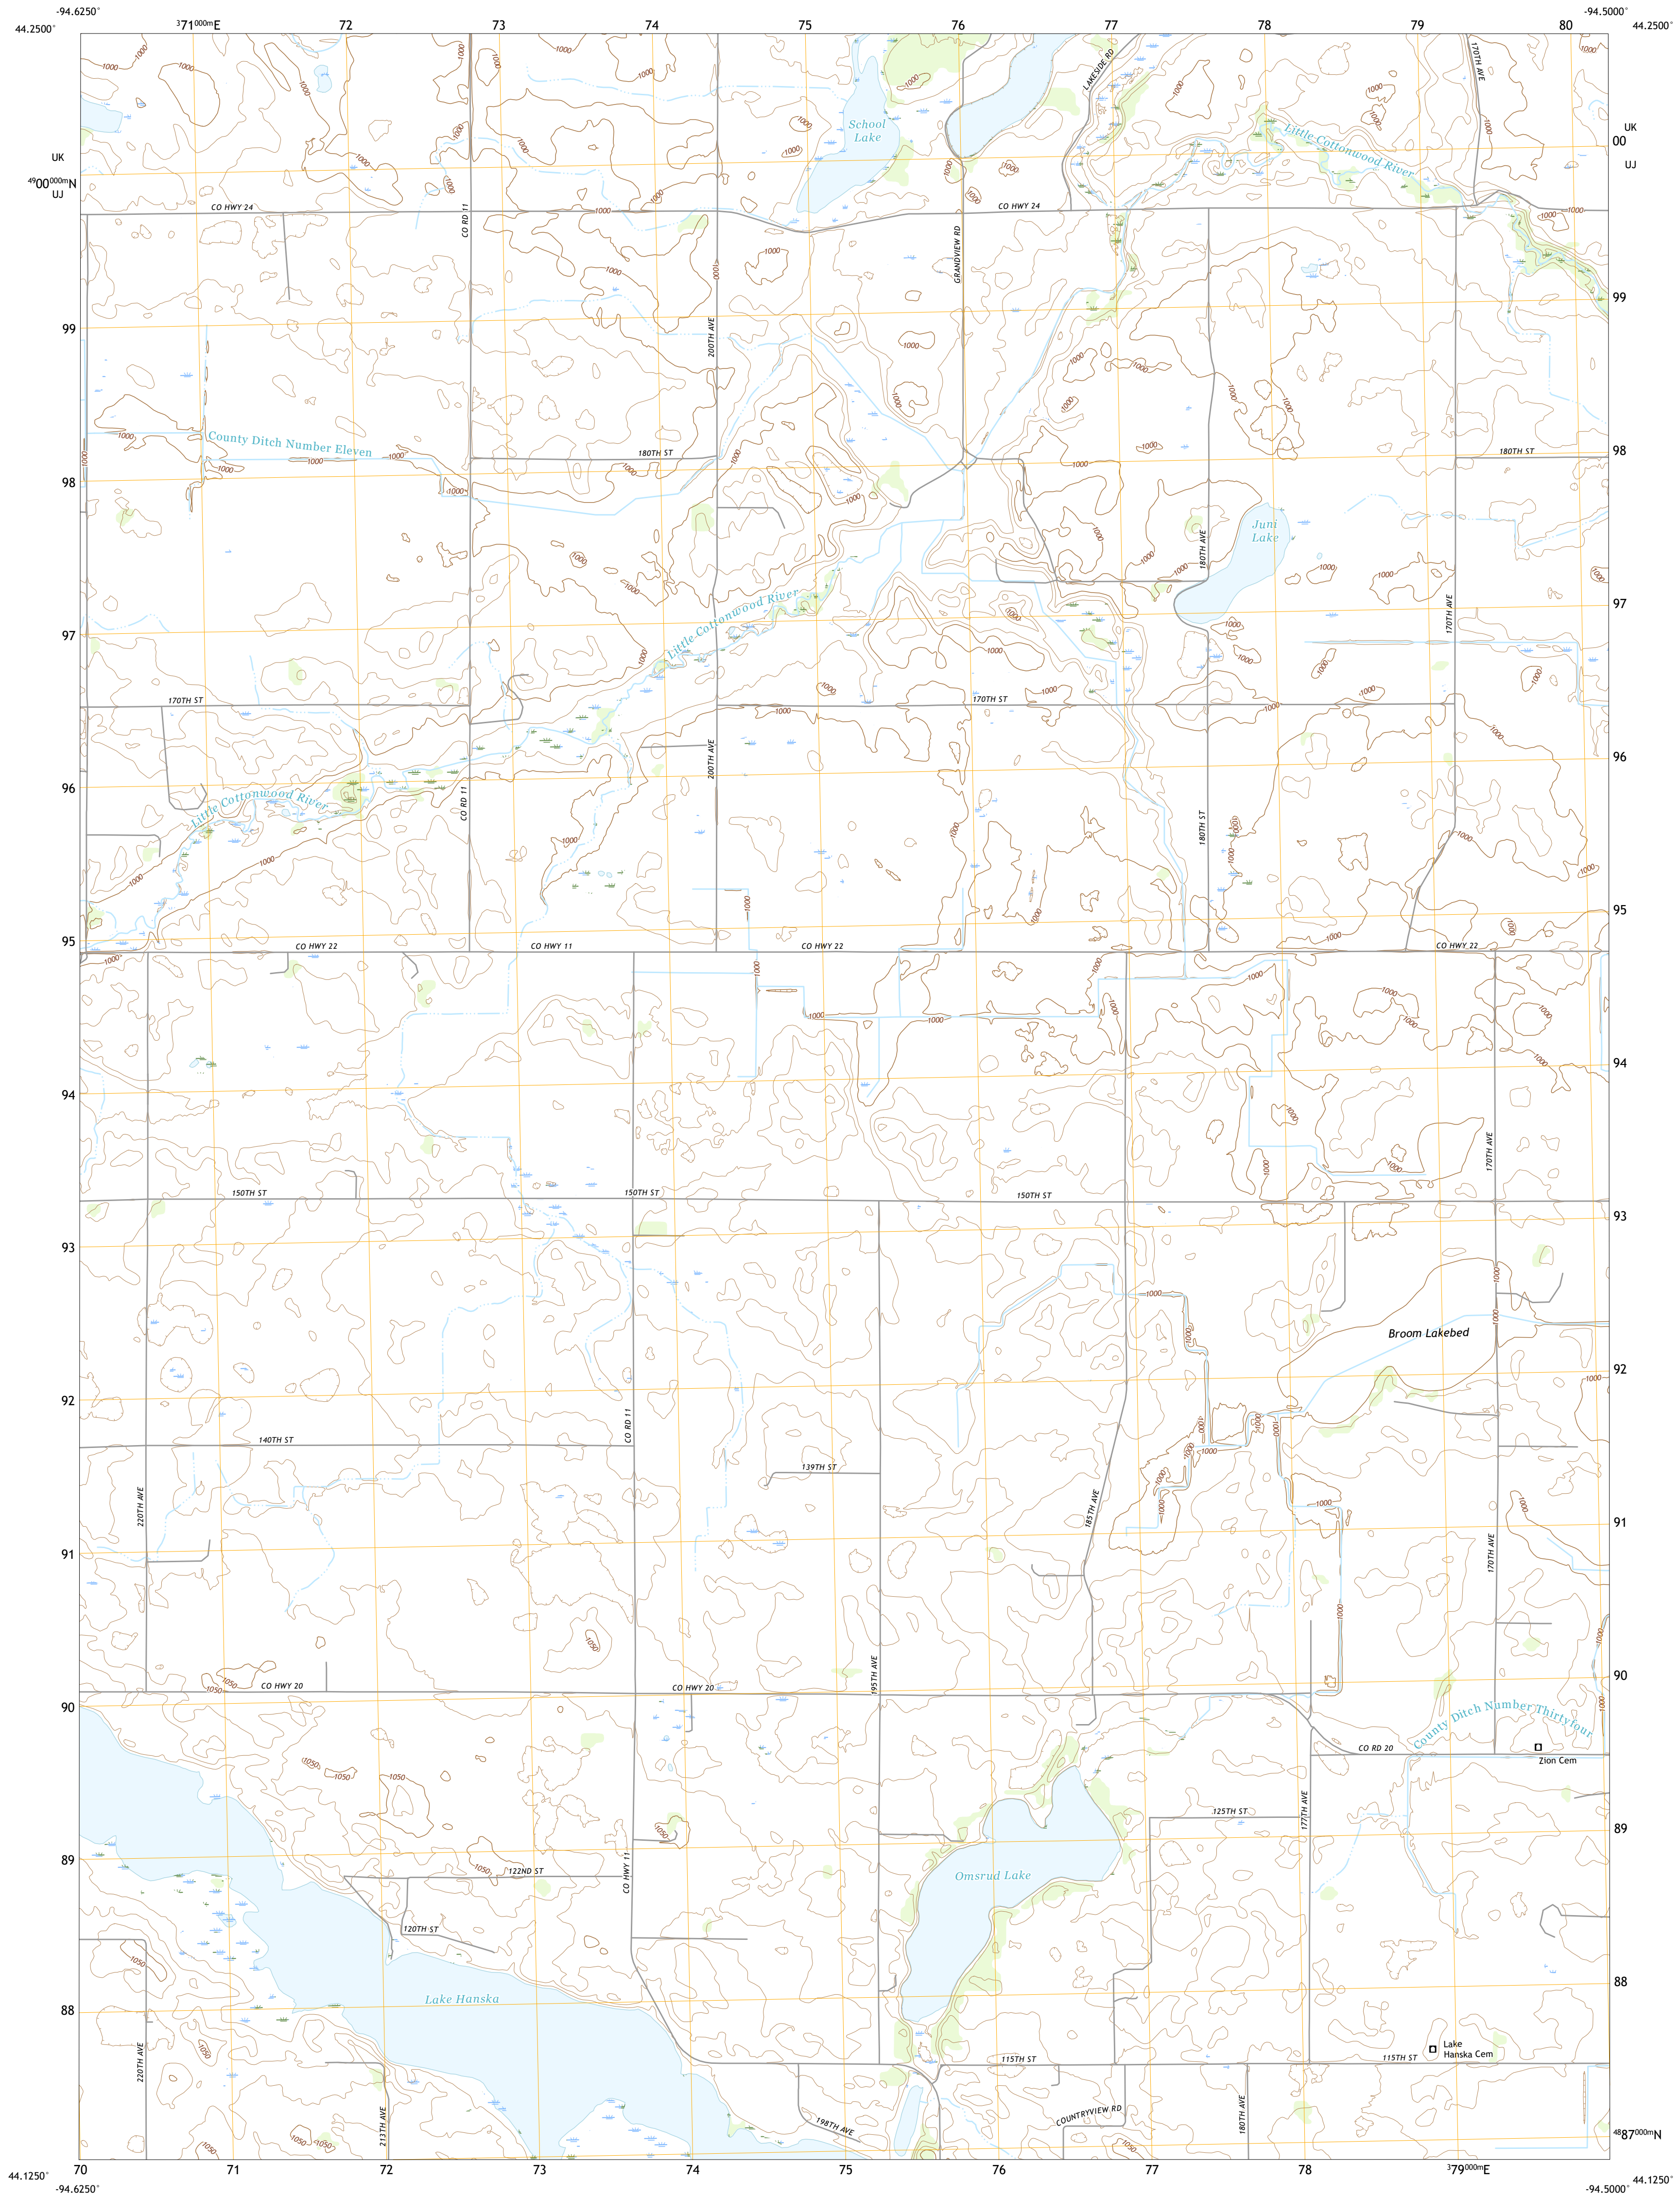 -94.6250°
-94.5000°
44.2500°
³71⁰⁰⁰ᵐE
72
73
74
75
76
77
78
79
80
44.2500°
LAKESIDE RD
170TH AVE
School
Lake
Little Cottonwood River
UK
⁴⁹00⁰⁰⁰ᵐN
UJ
UK
00
UJ
CO HWY 24
CO RD 11
CO HWY 24
GRANDVIEW RD
200TH AVE
99
99
County Ditch Number Eleven
180TH ST
180TH ST
98
98
Juni
Lake
180TH AVE
170TH AVE
Little Cottonwood River
97
97
170TH ST
170TH ST
200TH AVE
96
96
Little Cottonwood River
CO RD 11
180TH ST
95
95
CO HWY 22
CO HWY 11
CO HWY 22
CO HWY 22
94
94
170TH AVE
150TH ST
150TH ST
150TH ST
93
93
Broom Lakebed
92
92
CO RD 11
140TH ST
139TH ST
220TH AVE
185TH AVE
170TH AVE
91
91
195TH AVE
CO HWY 20
CO HWY 20
90
90
County Ditch Number Thirtyfour
CO RD 20
Zion Cem
125TH ST
177TH AVE
89
89
122ND ST
CO HWY 11
Omsrud Lake
120TH ST
Lake Hanska
88
88
220TH AVE
115TH ST
115TH ST
Lake
Hanska Cem
213TH AVE
198TH AVE
COUNTRYVIEW RD
180TH AVE
1000
1050
⁴⁸87⁰⁰⁰ᵐN
44.1250°
70
71
72
73
74
75
76
77
78
³79⁰⁰⁰ᵐE
44.1250°
-94.6250°
-94.5000°